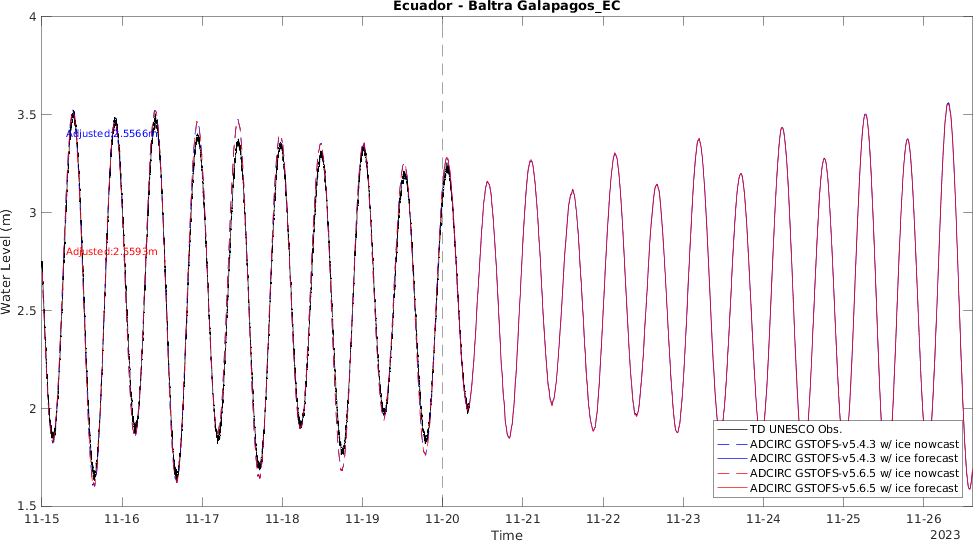 Ecuador - Baltra Galapagos_EC
4
3.5
3
2.5
2
1.5
Water Level (m)
Adjusted:2.5566m
Adjusted:2.5593m
TD UNESCO Obs.
ADCIRC GSTOFS-v5.4.3 w/ ice nowcast
ADCIRC GSTOFS-v5.4.3 w/ ice forecast
ADCIRC GSTOFS-v5.6.5 w/ ice nowcast
ADCIRC GSTOFS-v5.6.5 w/ ice forecast
11-15 11-16 11-17 11-18 11-19 11-20 11-21 11-22 11-23 11-24 11-25 11-26
2023
Time